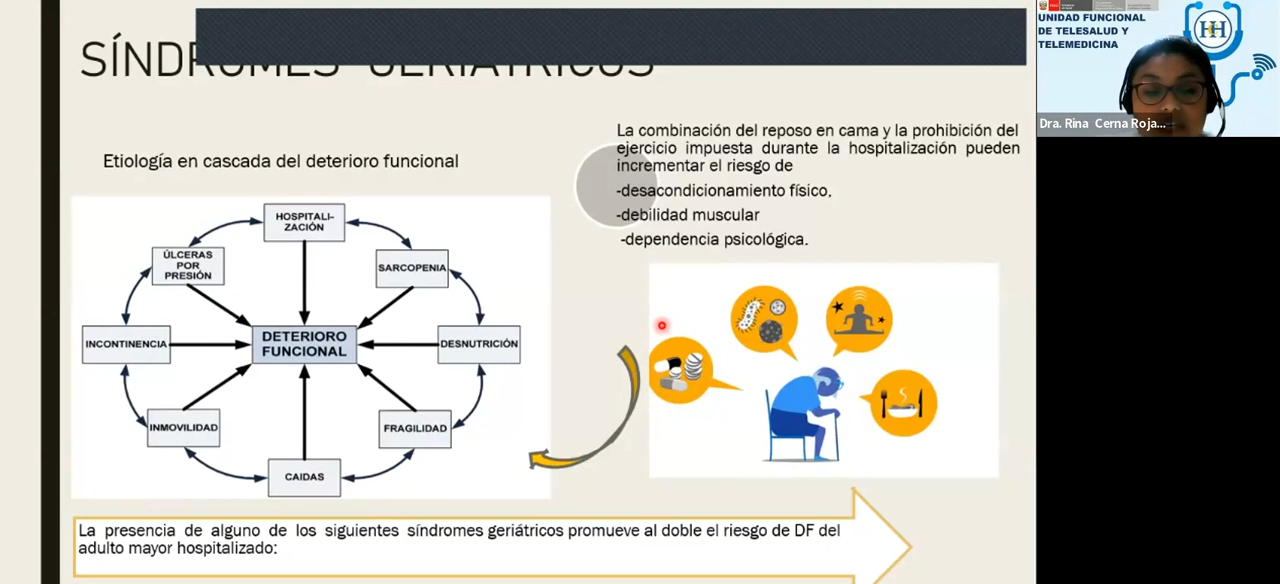 SÍNDROMES GERIÁTRICOS
Etiología en cascada del deterioro funcional
HOSPITALI-
ZACIÓN
ÚLCERAS
POR
PRESIÓN
SARCOPENIA
INCONTINENCIA
DETERIORO
FUNCIONAL
DESNUTRICIÓN
INMOVILIDAD
FRAGILIDAD
CAIDAS
La combinación del reposo en cama y la prohibición del
ejercicio impuesta durante la hospitalización pueden
incrementar el riesgo de
-desacondicionamiento físico,
-debilidad muscular
-dependencia psicológica.
La presencia de alguno de los siguientes síndromes geriátricos promueve al doble el riesgo de DF del
adulto mayor hospitalizado:
UNIDAD FUNCIONAL
DE TELESALUD Y
TELEMEDICINA
Dra. Rina Cerna Roja...